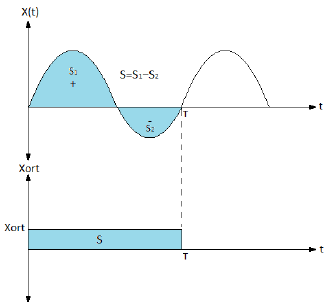 X(t)
S₁
+
S=S₁-S₂
t
-
S₂
T
Xort
Xort
S
t
T